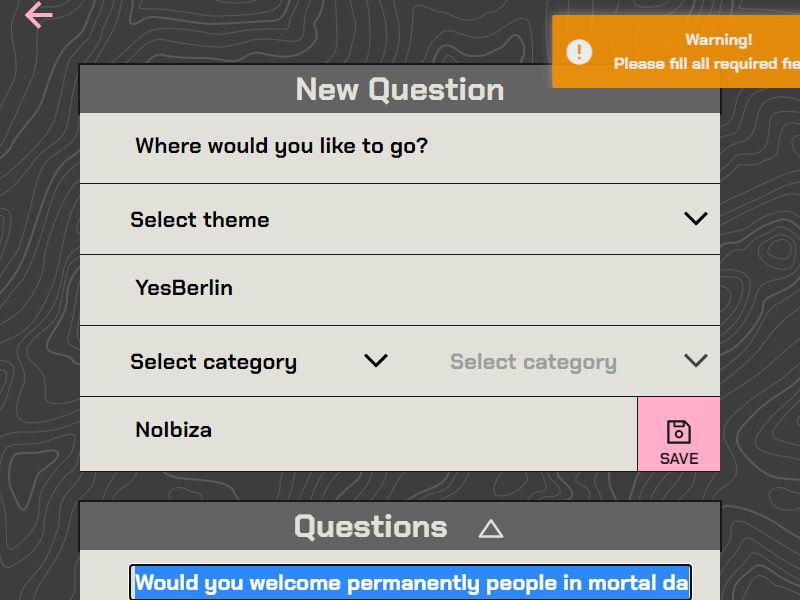 Warning!
Please fill all required fie
New Question
Where would you like to go?
Select theme
YesBerlin
Select category
Select category
NoIbiza
SAVE
Questions
Would you welcome permanently people in mortal da